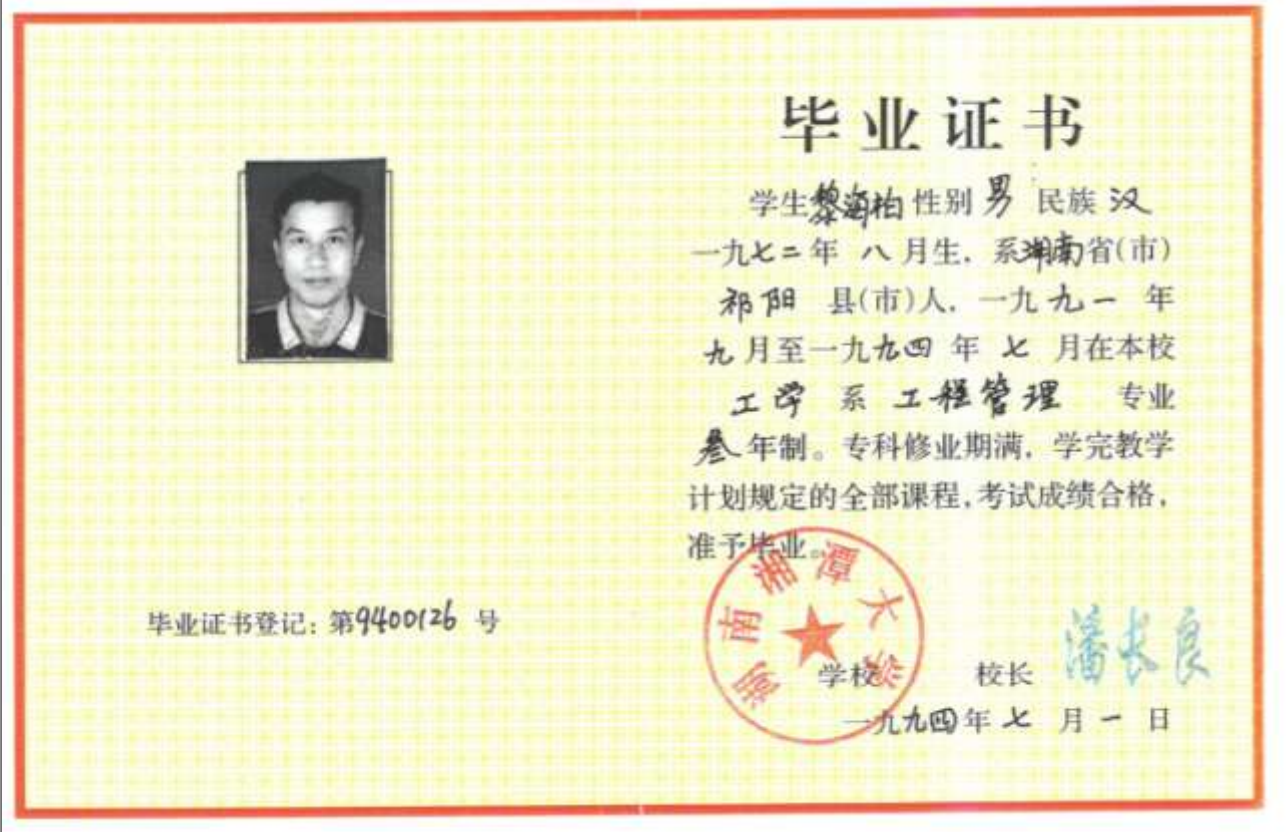 毕业证书
学生黎海柏性别男 民族汉
一九七二年 八 月生，系湖南省(市)
祁阳 县(市)人，一九九一 年
九月至一九九四 年 七 月在本校
工学 系 工程管理 专业
叁年制。专科修业期满，学完教学
计划规定的全部课程，考试成绩合格，
准予毕业。
湖南湘潭大学
毕业证书登记：第9400126 号
学校 校长 潘长良
一九九四年七 月一 日